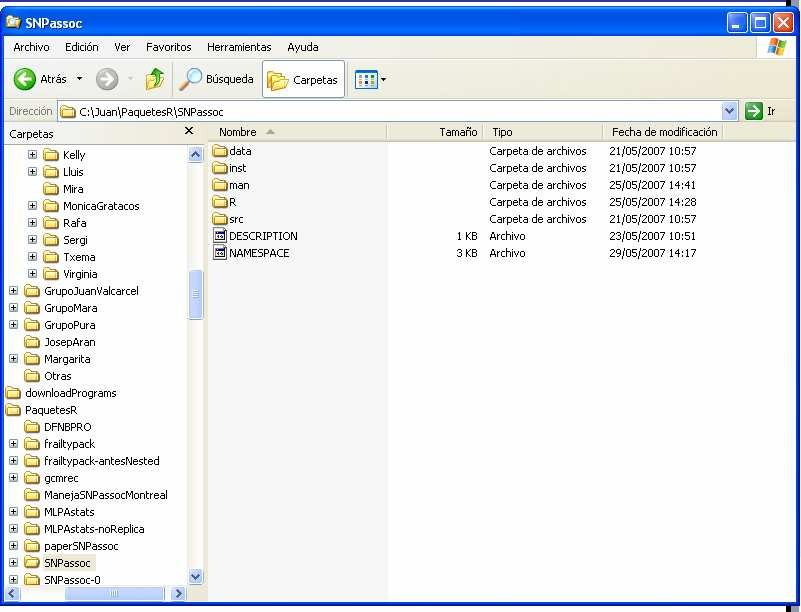 SNPassoc
Archivo Edición Ver Favoritos Herramientas Ayuda
Atrás Búsqueda Carpetas
Dirección C:\Juan\PaquetesR\SNPassoc Ir
Carpetas
Kelly
Lluis
Mira
MonicaGratacos
Rafa
Sergi
Txema
Virginia
GrupoJuanValcarcel
GrupoMara
GrupoPura
JosepAran
Margarita
Otras
downloadPrograms
PaquetesR
DFNBPRO
frailtypack
frailtypack-antesNested
gcmrec
ManejaSNPassocMontreal
MLPAstats
MLPAstats-noReplica
paperSNPassoc
SNPassoc
SNPassoc-0
Nombre Tamaño Tipo Fecha de modificación
data Carpeta de archivos 21/05/2007 10:57
inst Carpeta de archivos 21/05/2007 10:57
man Carpeta de archivos 25/05/2007 14:41
R Carpeta de archivos 25/05/2007 14:28
src Carpeta de archivos 21/05/2007 10:57
DESCRIPTION 1 KB Archivo 23/05/2007 10:51
NAMESPACE 3 KB Archivo 29/05/2007 14:17